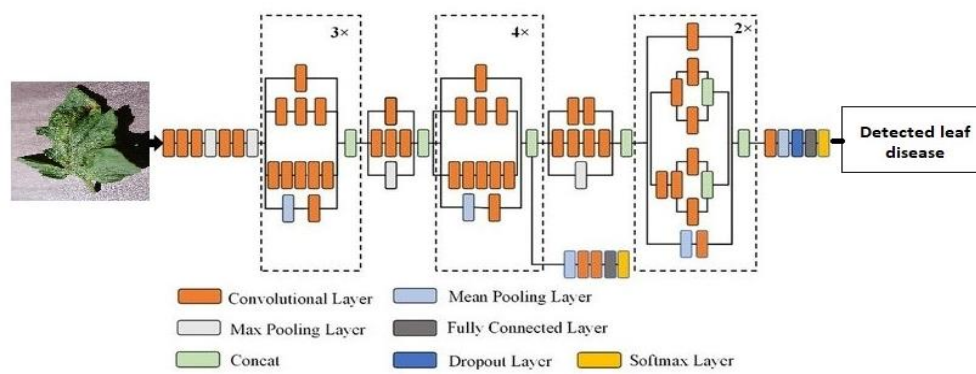 3×
4×
2×
Detected leaf
disease
Convolutional Layer
Mean Pooling Layer
Max Pooling Layer
Fully Connected Layer
Concat
Dropout Layer
Softmax Layer